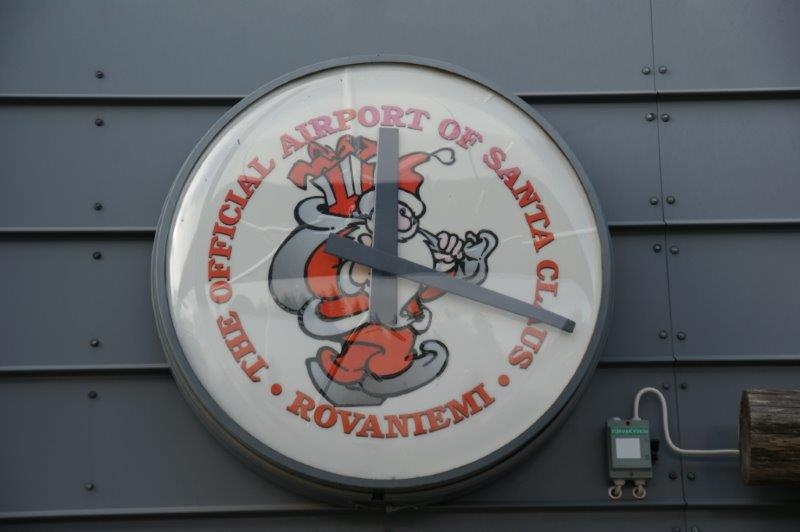 THE OFFICIAL AIRPORT OF SANTA CLAUS
• ROVANIEMI •